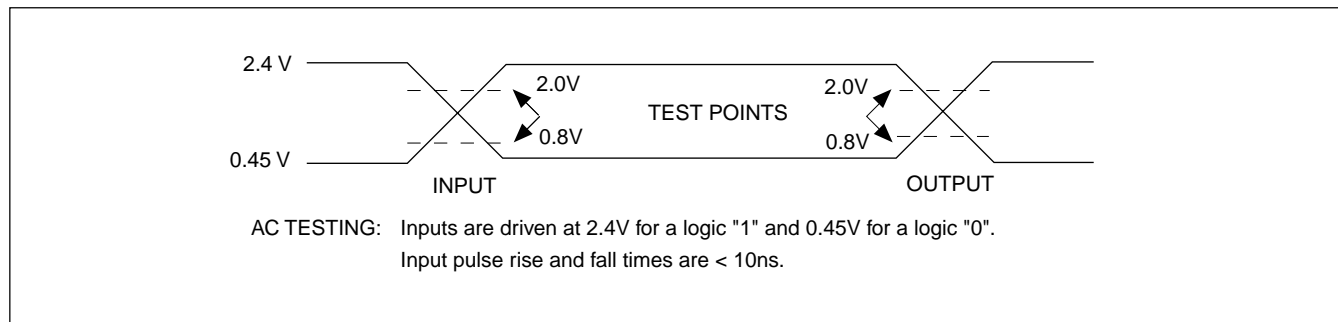 2.4 V
2.0V
2.0V
TEST POINTS
0.8V
0.8V
0.45 V
INPUT
OUTPUT
AC TESTING: Inputs are driven at 2.4V for a logic "1" and 0.45V for a logic "0".
Input pulse rise and fall times are < 10ns.